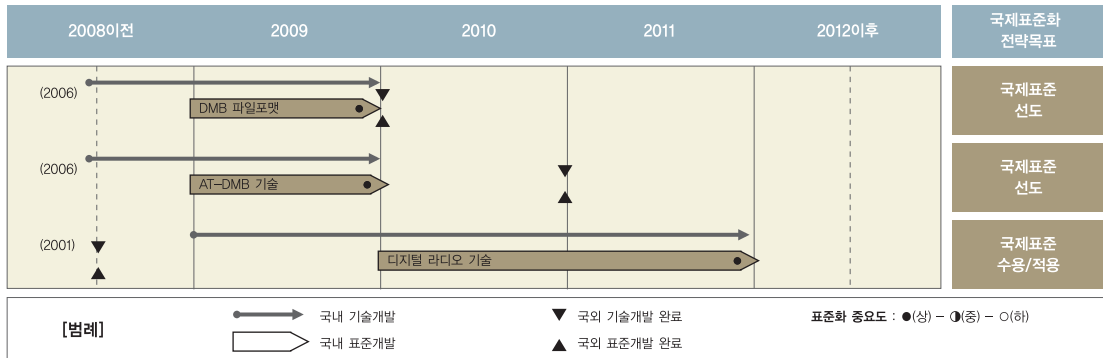 2008이전 2009 2010 2011 2012이후 국제표준화
전략목표
(2006)
DMB 파일포맷
국제표준
선도
(2006)
AT-DMB 기술
국제표준
선도
(2001)
디지털 라디오 기술
국제표준
수용/적용
[범례]
국내 기술개발
국내 표준개발
국외 기술개발 완료
국외 표준개발 완료
표준화 중요도 : ●(상) - ◑(중) - ○(하)